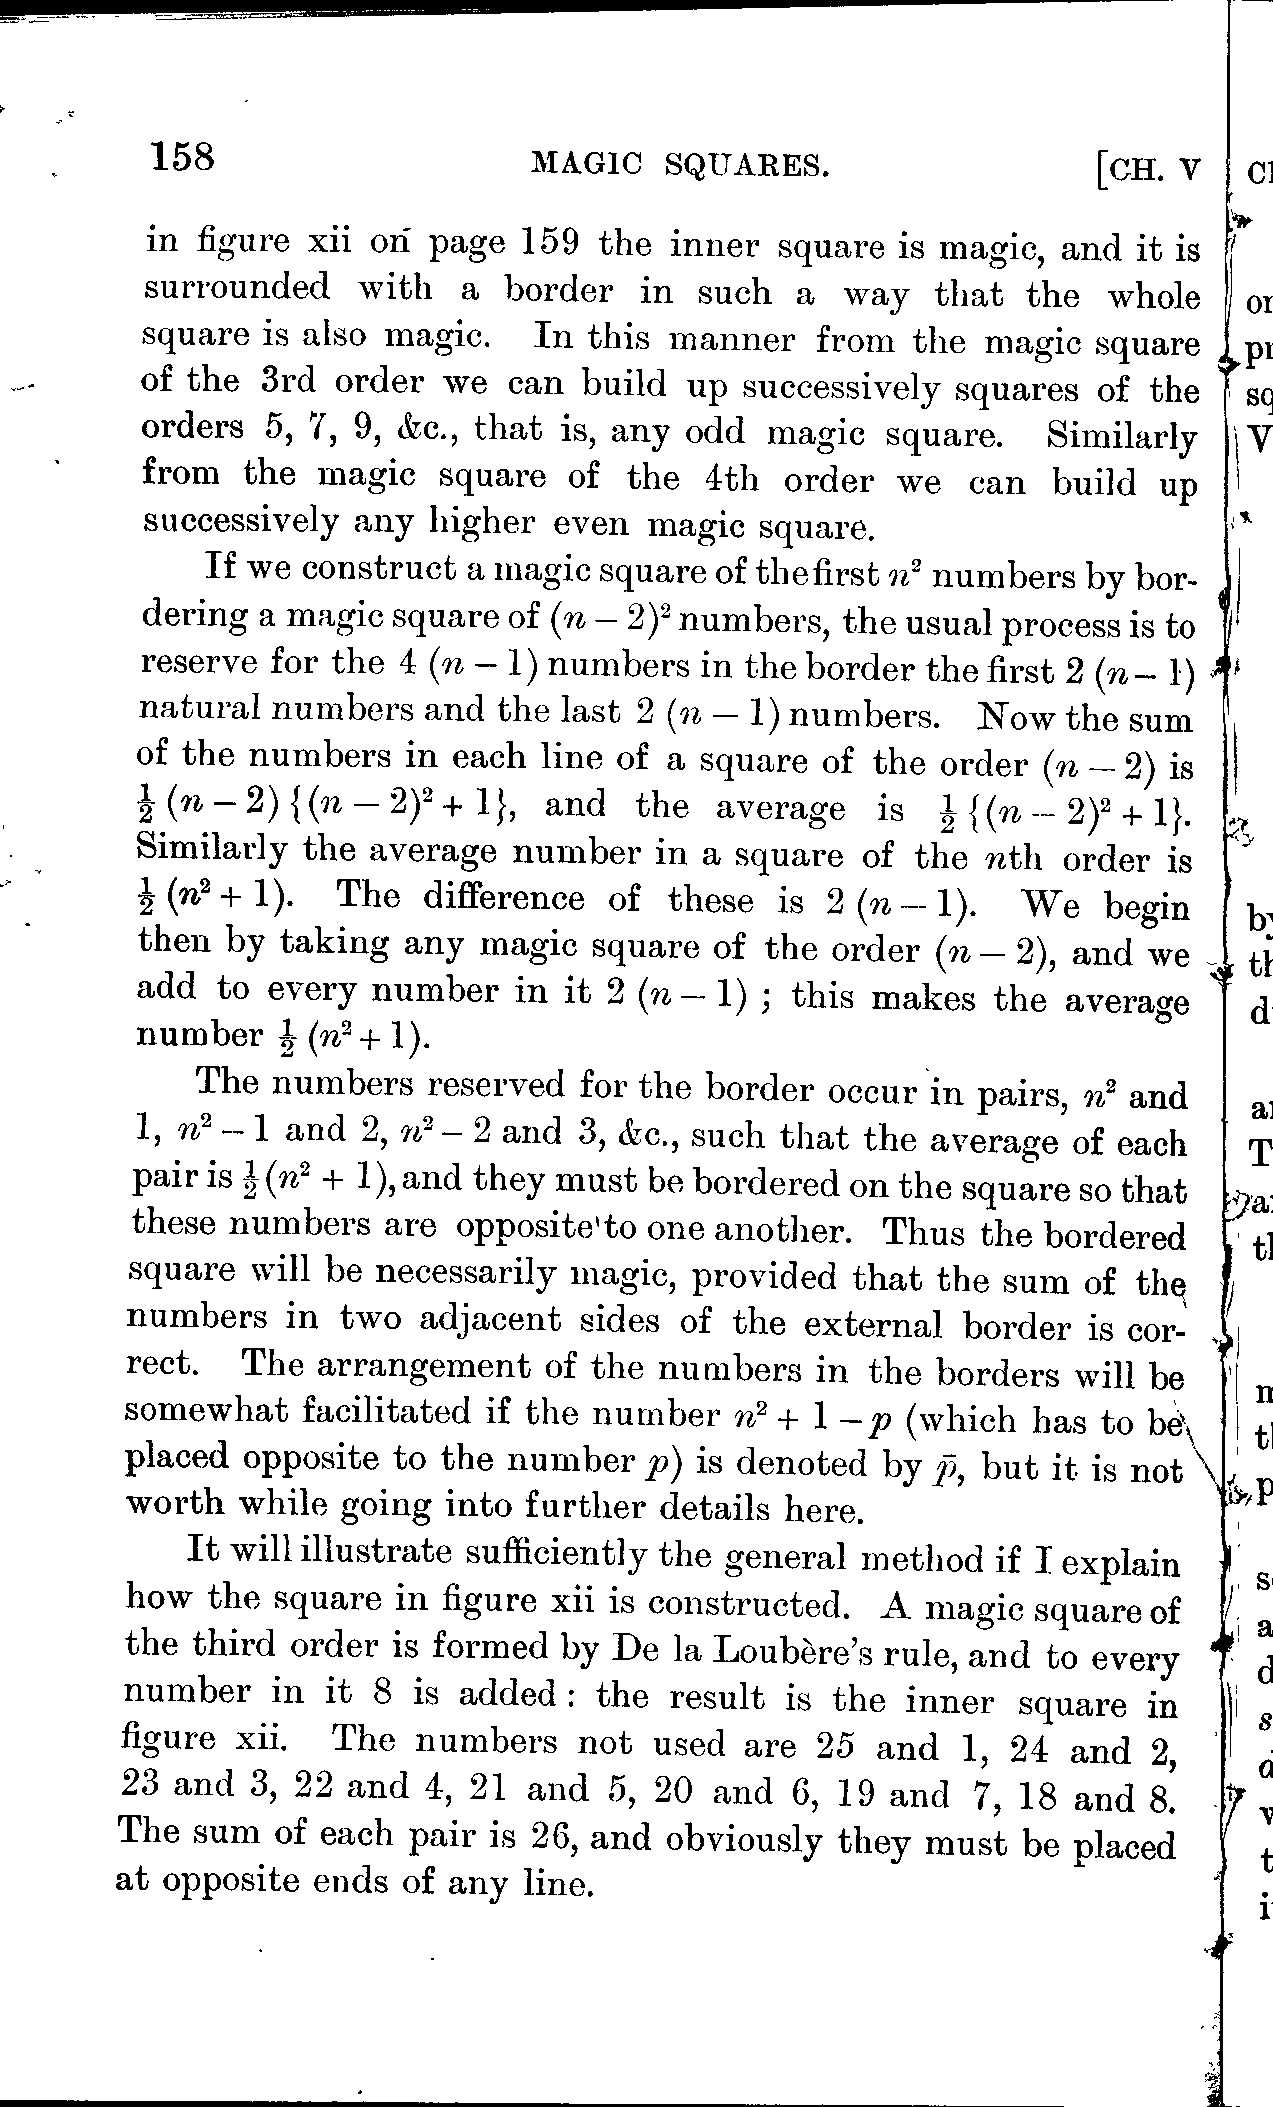 158 MAGIC SQUARES. [CH. V
in figure xii on page 159 the inner square is magic, and it is
surrounded with a border in such a way that the whole
square is also magic. In this manner from the magic square
of the 3rd order we can build up successively squares of the
orders 5, 7, 9, &c., that is, any odd magic square. Similarly
from the magic square of the 4th order we can build up
successively any higher even magic square.
If we construct a magic square of the first n² numbers by bor-
dering a magic square of (n − 2)² numbers, the usual process is to
reserve for the 4 (n − 1) numbers in the border the first 2 (n − 1)
natural numbers and the last 2 (n − 1) numbers. Now the sum
of the numbers in each line of a square of the order (n − 2) is
½ (n − 2) {(n − 2)² + 1}, and the average is ½ {(n − 2)² + 1}.
Similarly the average number in a square of the nth order is
½ (n² + 1). The difference of these is 2 (n − 1). We begin
then by taking any magic square of the order (n − 2), and we
add to every number in it 2 (n − 1) ; this makes the average
number ½ (n² + 1).
The numbers reserved for the border occur in pairs, n² and
1, n² − 1 and 2, n² − 2 and 3, &c., such that the average of each
pair is ½ (n² + 1), and they must be bordered on the square so that
these numbers are opposite to one another. Thus the bordered
square will be necessarily magic, provided that the sum of the
numbers in two adjacent sides of the external border is cor-
rect. The arrangement of the numbers in the borders will be
somewhat facilitated if the number n² + 1 − p (which has to be
placed opposite to the number p) is denoted by p̄, but it is not
worth while going into further details here.
It will illustrate sufficiently the general method if I explain
how the square in figure xii is constructed. A magic square of
the third order is formed by De la Loubère's rule, and to every
number in it 8 is added : the result is the inner square in
figure xii. The numbers not used are 25 and 1, 24 and 2,
23 and 3, 22 and 4, 21 and 5, 20 and 6, 19 and 7, 18 and 8.
The sum of each pair is 26, and obviously they must be placed
at opposite ends of any line.